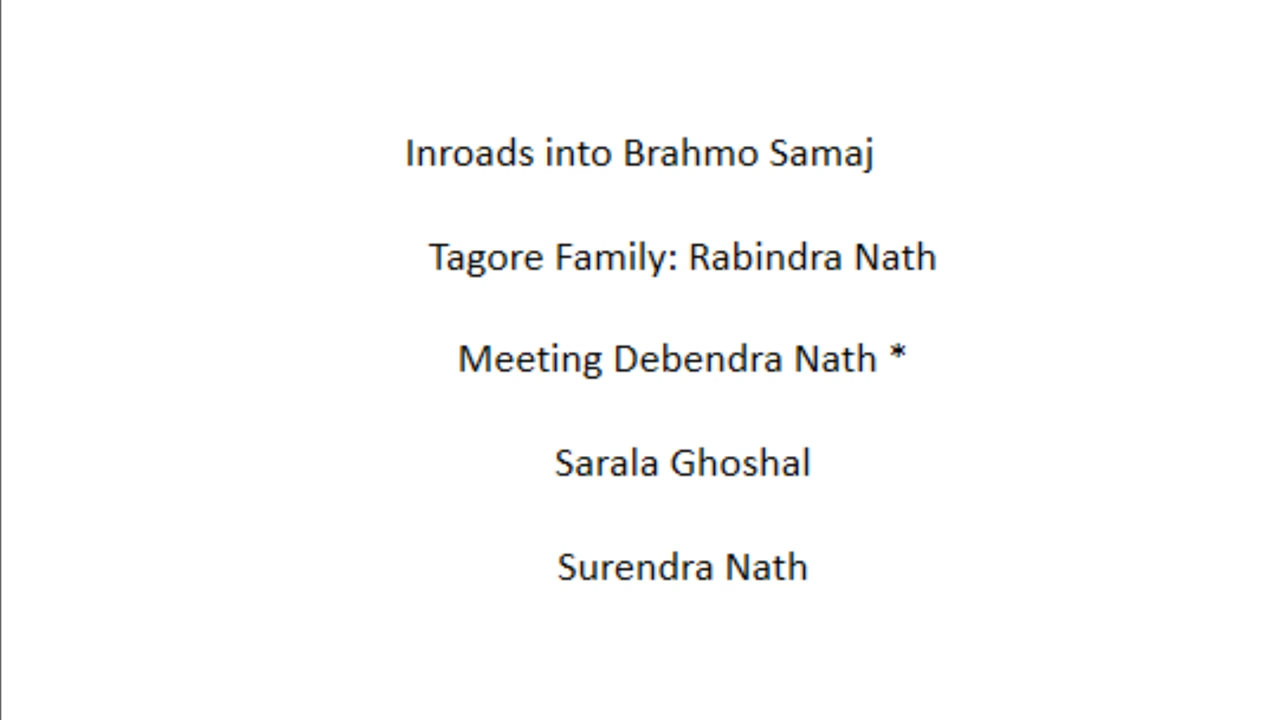 Inroads into Brahmo Samaj
Tagore Family: Rabindra Nath
Meeting Debendra Nath *
Sarala Ghoshal
Surendra Nath